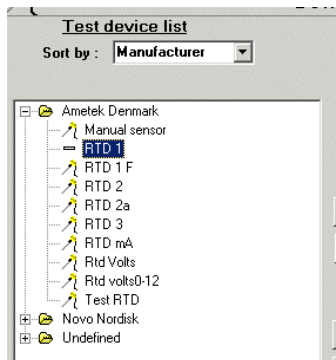 Test device list
Sort by : Manufacturer
Ametek Denmark
Manual sensor
RTD 1
RTD 1 F
RTD 2
RTD 2a
RTD 3
RTD mA
Rtd Volts
Rtd volts0-12
Test RTD
Novo Nordisk
Undefined